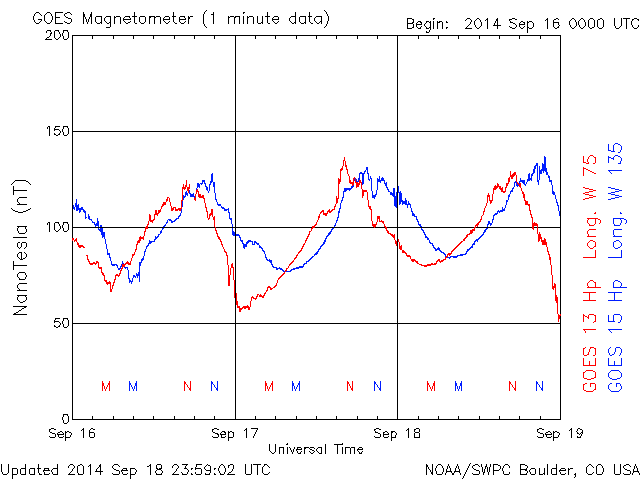 GOES Magnetometer (1 minute data)
Begin: 2014 Sep 16 0000 UTC
200
150
100
50
0
NanoTesla (nT)
M M N N M M N N M M N N
Sep 16 Sep 17 Sep 18 Sep 19
Universal Time
GOES 13 Hp Long. W 75
GOES 15 Hp Long. W 135
Updated 2014 Sep 18 23:59:02 UTC
NOAA/SWPC Boulder, CO USA